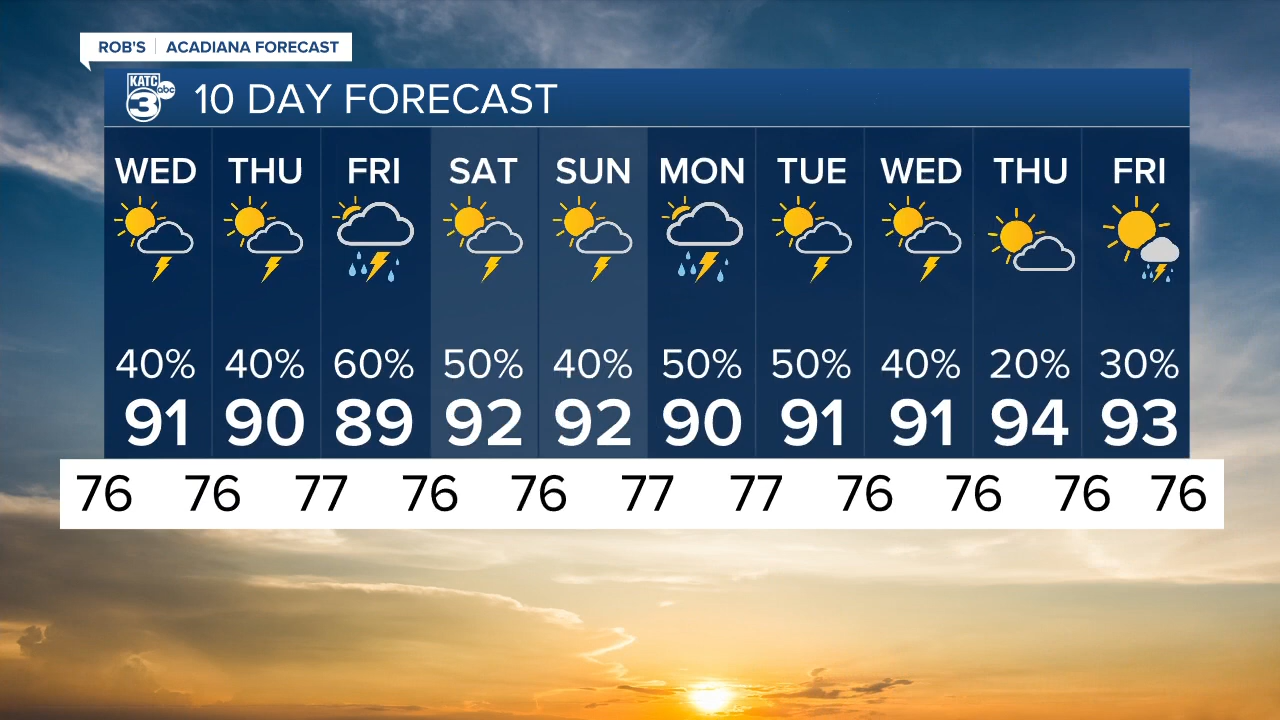 ROB'S | ACADIANA FORECAST
KATC
abc
3
10 DAY FORECAST
WED THU FRI SAT SUN MON TUE WED THU FRI
40% 40% 60% 50% 40% 50% 50% 40% 20% 30%
91 90 89 92 92 90 91 91 94 93
76 76 77 76 76 77 77 76 76 76 76